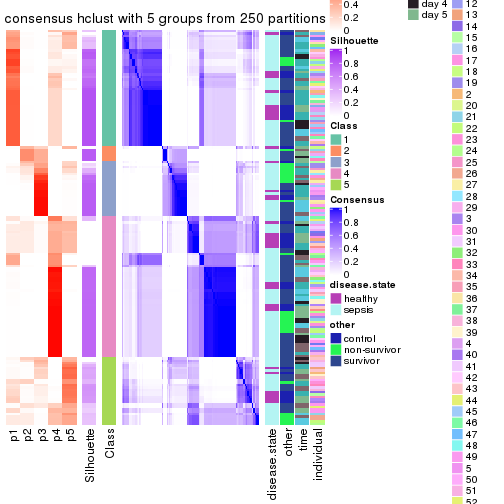 consensus hclust with 5 groups from 250 partitions
0.4
0.2
0
Silhouette
1
0.8
0.6
0.4
0.2
0
Class
1
2
3
4
5
Consensus
1
0.8
0.6
0.4
0.2
0
disease.state
healthy
sepsis
other
control
non-survivor
survivor
day 4
day 5
12
13
14
15
16
17
18
19
2
20
21
22
23
24
25
26
27
28
29
3
30
31
32
33
34
35
36
37
38
39
4
40
41
42
43
44
45
46
47
48
49
5
50
51
52
p1
p2
p3
p4
p5
Silhouette
Class
disease.state
other
time
individual